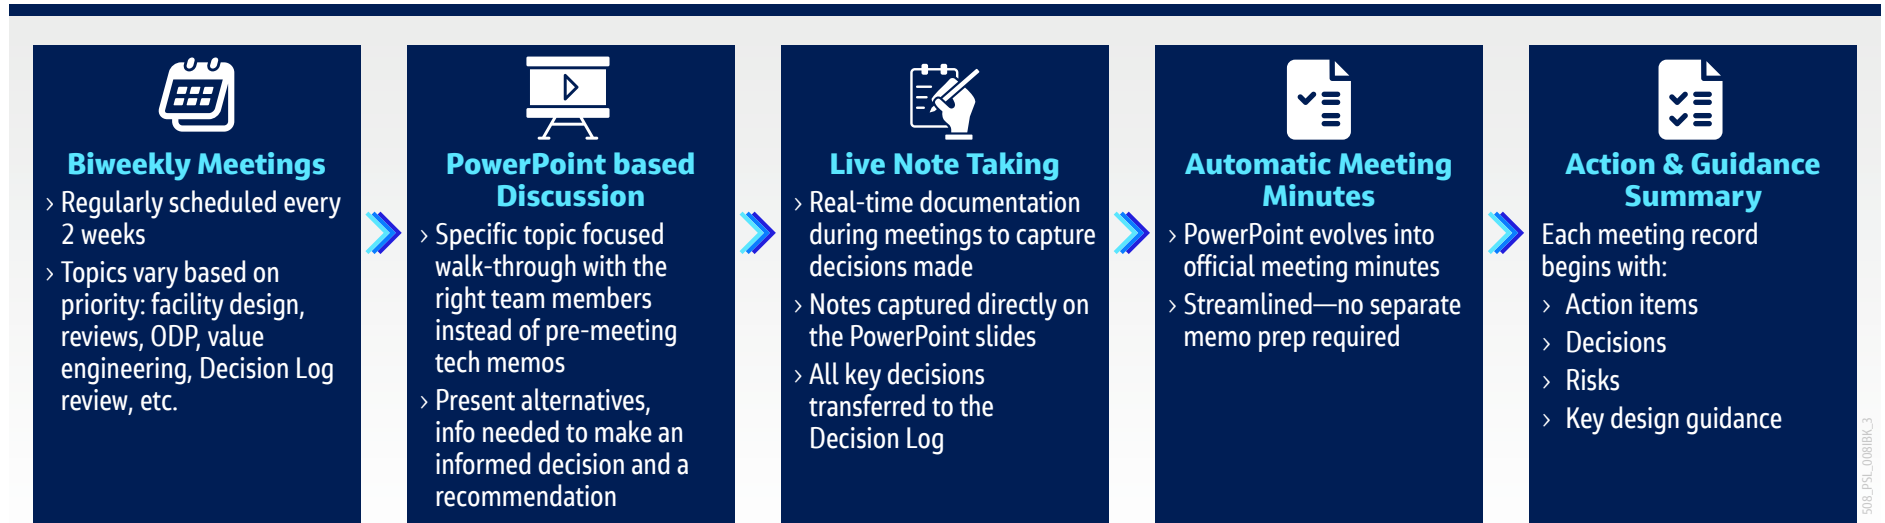 Biweekly Meetings
› Regularly scheduled every
2 weeks
› Topics vary based on
priority: facility design,
reviews, ODP, value
engineering, Decision Log
review, etc.
PowerPoint based
Discussion
› Specific topic focused
walk-through with the
right team members
instead of pre-meeting
tech memos
› Present alternatives,
info needed to make an
informed decision and a
recommendation
Live Note Taking
› Real-time documentation
during meetings to capture
decisions made
› Notes captured directly on
the PowerPoint slides
› All key decisions
transferred to the
Decision Log
Automatic Meeting
Minutes
› PowerPoint evolves into
official meeting minutes
› Streamlined—no separate
memo prep required
Action & Guidance
Summary
Each meeting record
begins with:
› Action items
› Decisions
› Risks
› Key design guidance
508_PSL_008IBK_3